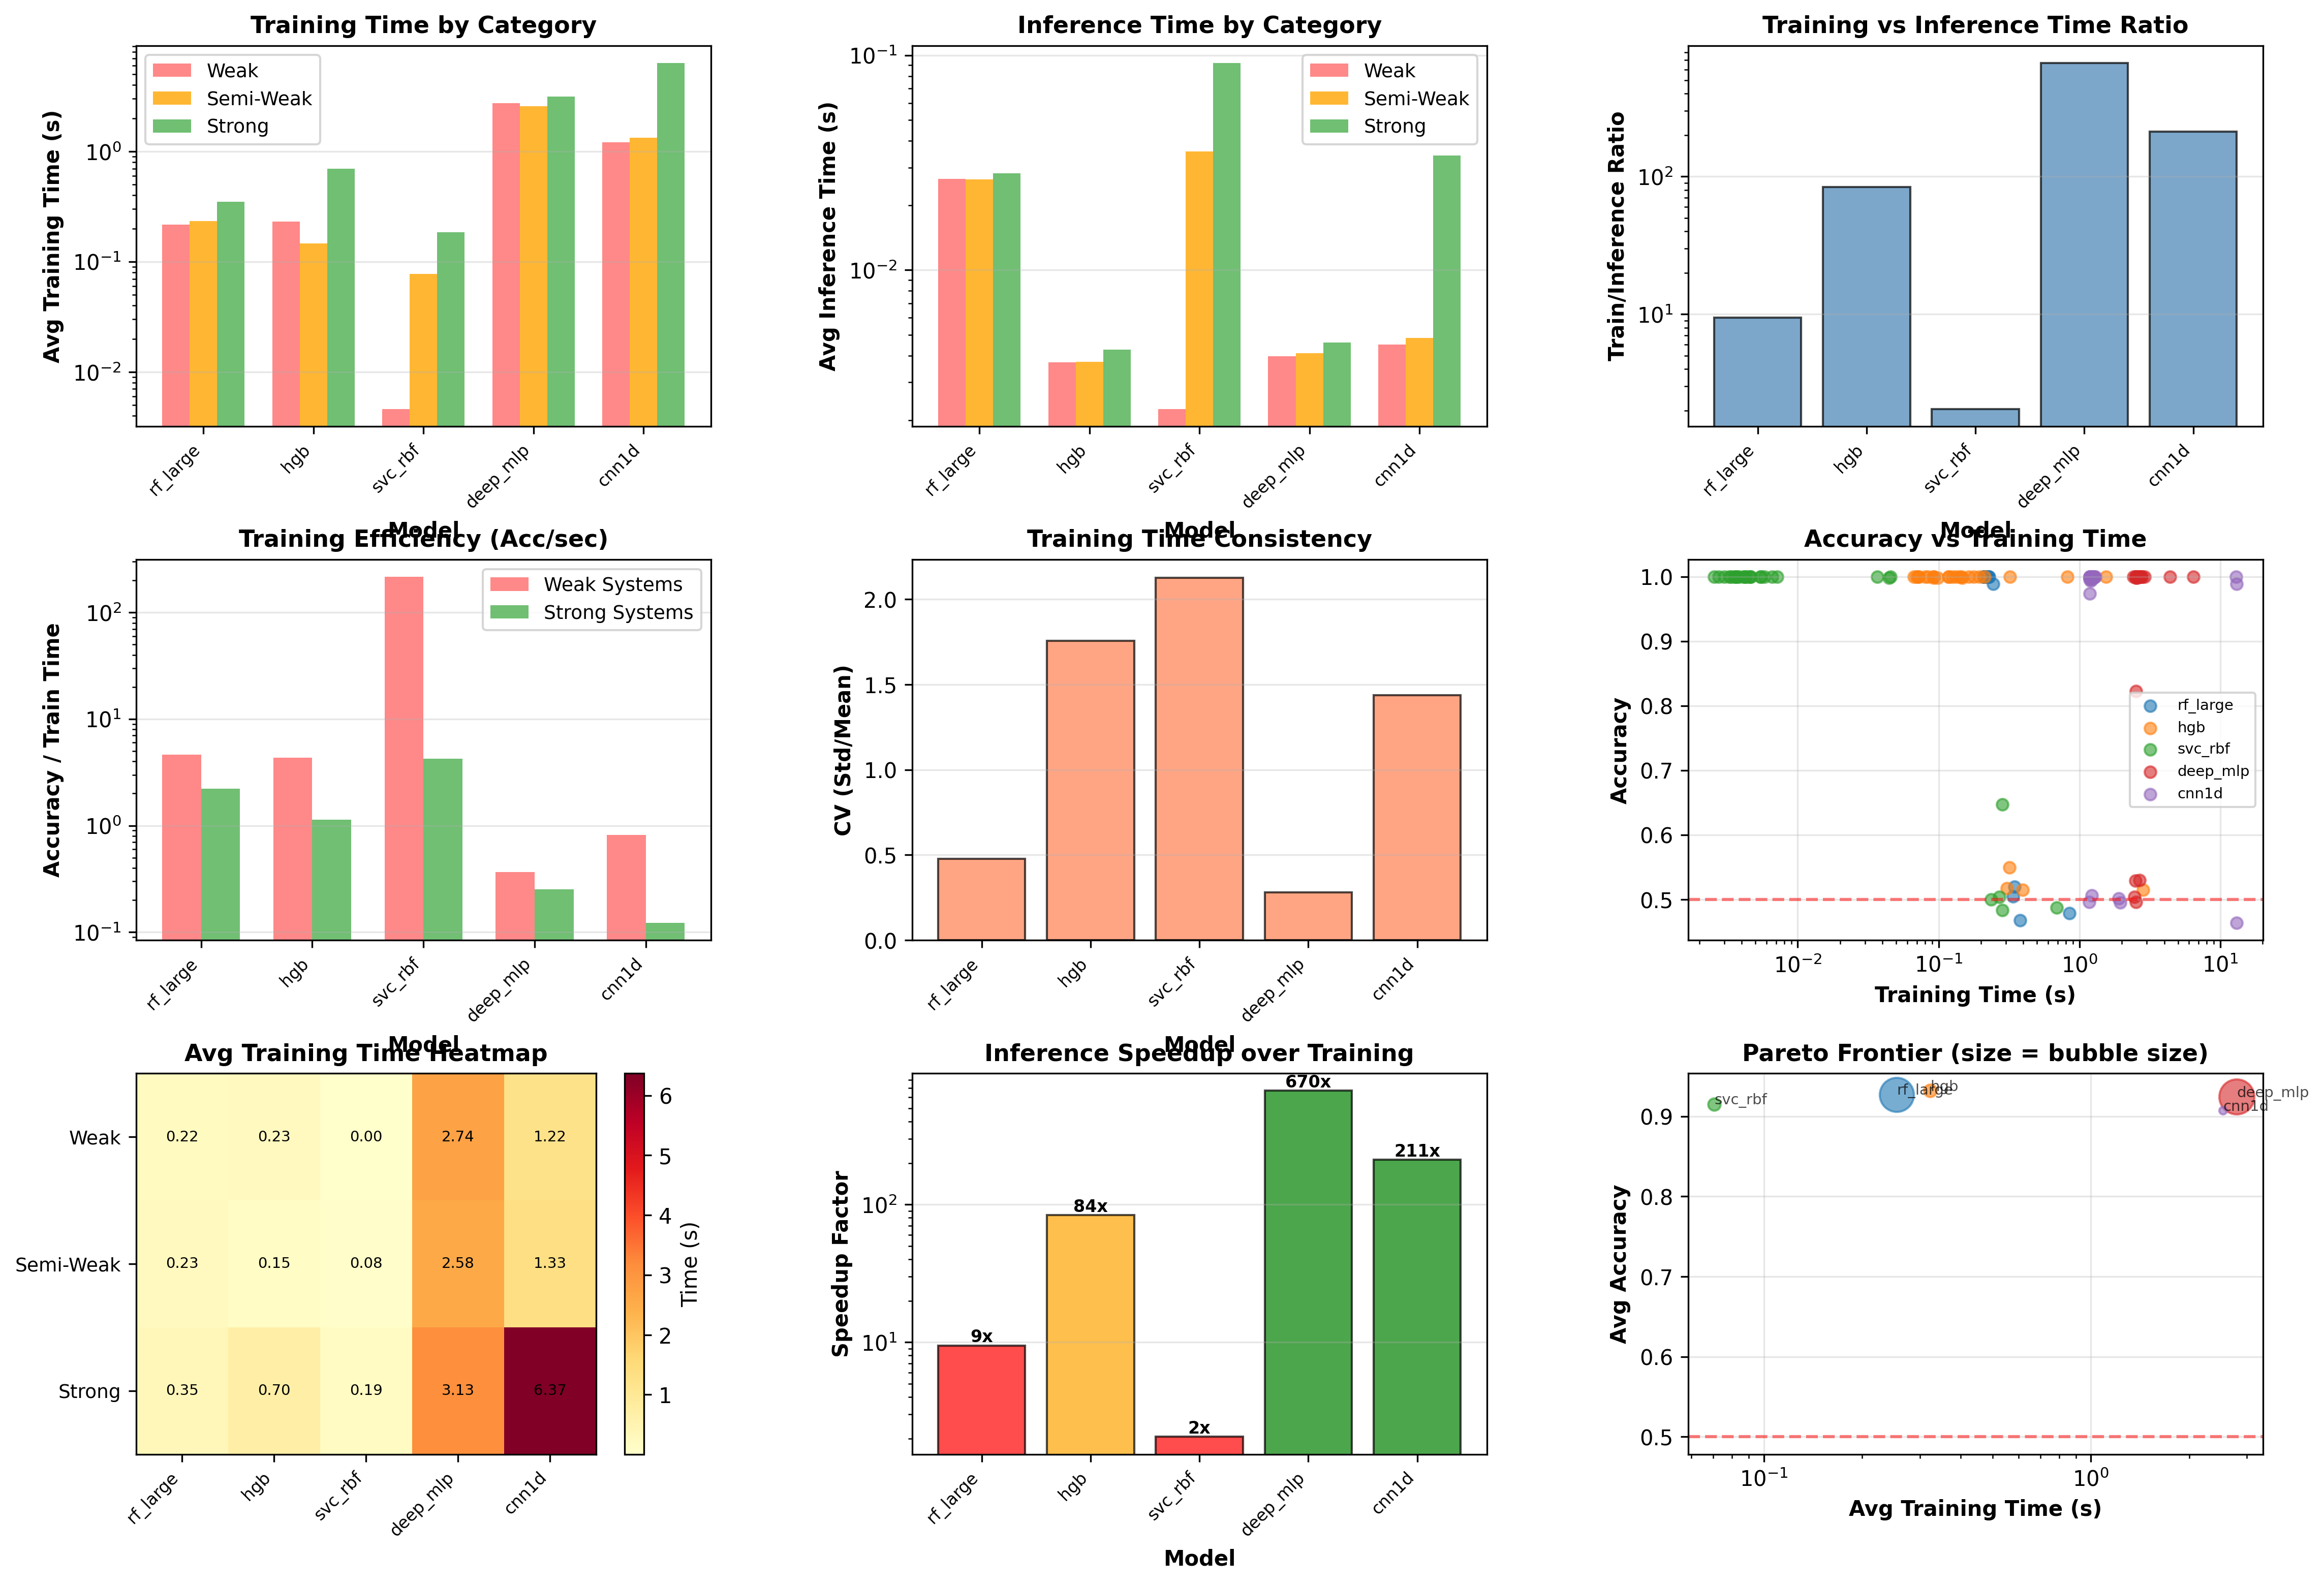 Training Time by Category
Avg Training Time (s)
10⁰
10⁻¹
10⁻²
Weak
Semi-Weak
Strong
rf_large
hgb
svc_rbf
deep_mlp
cnn1d
Model
Inference Time by Category
Avg Inference Time (s)
10⁻¹
10⁻²
Weak
Semi-Weak
Strong
rf_large
hgb
svc_rbf
deep_mlp
cnn1d
Model
Training vs Inference Time Ratio
Train/Inference Ratio
10²
10¹
rf_large
hgb
svc_rbf
deep_mlp
cnn1d
Model
Training Efficiency (Acc/sec)
Accuracy / Train Time
10²
10¹
10⁰
10⁻¹
Weak Systems
Strong Systems
rf_large
hgb
svc_rbf
deep_mlp
cnn1d
Model
Training Time Consistency
CV (Std/Mean)
2.0
1.5
1.0
0.5
0.0
rf_large
hgb
svc_rbf
deep_mlp
cnn1d
Model
Accuracy vs Training Time
Accuracy
1.0
0.9
0.8
0.7
0.6
0.5
rf_large
hgb
svc_rbf
deep_mlp
cnn1d
10⁻²
10⁻¹
10⁰
10¹
Training Time (s)
Avg Training Time Heatmap
Weak
0.22
0.23
0.00
2.74
1.22
Semi-Weak
0.23
0.15
0.08
2.58
1.33
Strong
0.35
0.70
0.19
3.13
6.37
rf_large
hgb
svc_rbf
deep_mlp
cnn1d
6
5
4
3
2
1
Time (s)
Inference Speedup over Training
Speedup Factor
10²
10¹
9x
84x
2x
670x
211x
rf_large
hgb
svc_rbf
deep_mlp
cnn1d
Model
Pareto Frontier (size = bubble size)
Avg Accuracy
0.9
0.8
0.7
0.6
0.5
svc_rbf
rf_large
hgb
deep_mlp
cnn1d
10⁻¹
10⁰
Avg Training Time (s)